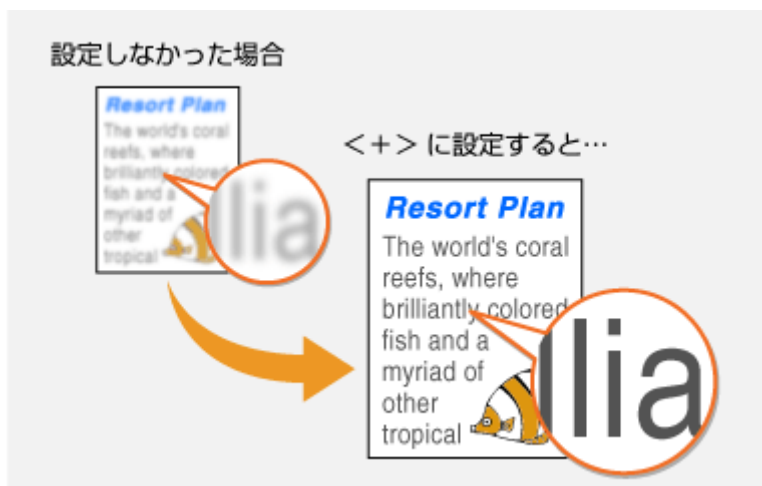 設定しなかった場合
Resort Plan
The world's coral
reefs, where
brilliantly colored
fish and a
myriad of
other
tropical
lia
<+> に設定すると…
Resort Plan
The world's coral
reefs, where
brilliantly colored
fish and a
myriad of
other
tropical
lia